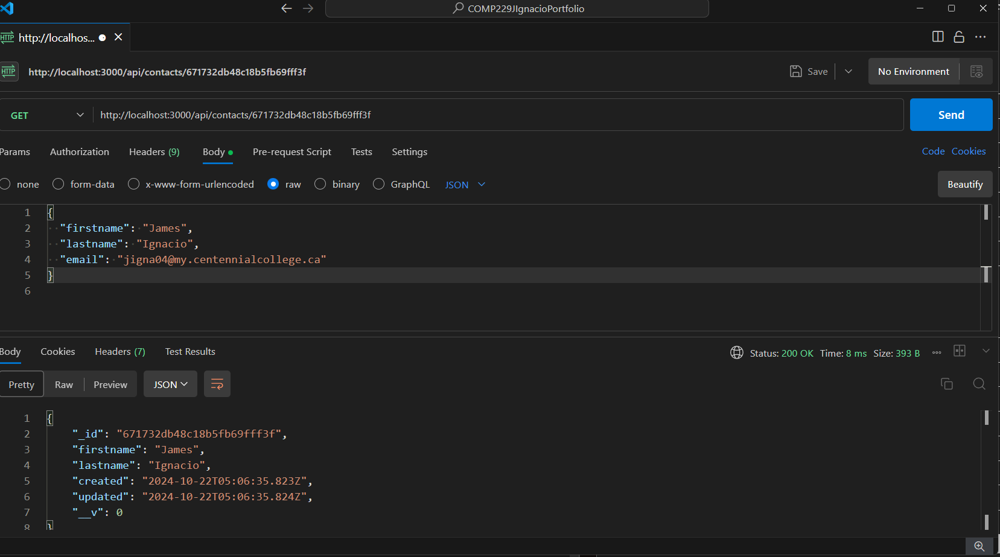 COMP229JIgnacioPortfolio
HTTP http://localhos...
HTTP http://localhost:3000/api/contacts/671732db48c18b5fb69fff3f Save No Environment
GET http://localhost:3000/api/contacts/671732db48c18b5fb69fff3f Send
Params Authorization Headers (9) Body Pre-request Script Tests Settings Code Cookies
none form-data x-www-form-urlencoded raw binary GraphQL JSON Beautify
1 {
2 "firstname": "James",
3 "lastname": "Ignacio",
4 "email": "jigna04@my.centennialcollege.ca"
5 }
6
Body Cookies Headers (7) Test Results Status: 200 OK Time: 8 ms Size: 393 B
Pretty Raw Preview JSON
1 {
2 "_id": "671732db48c18b5fb69fff3f",
3 "firstname": "James",
4 "lastname": "Ignacio",
5 "created": "2024-10-22T05:06:35.823Z",
6 "updated": "2024-10-22T05:06:35.824Z",
7 "__v": 0
8 }